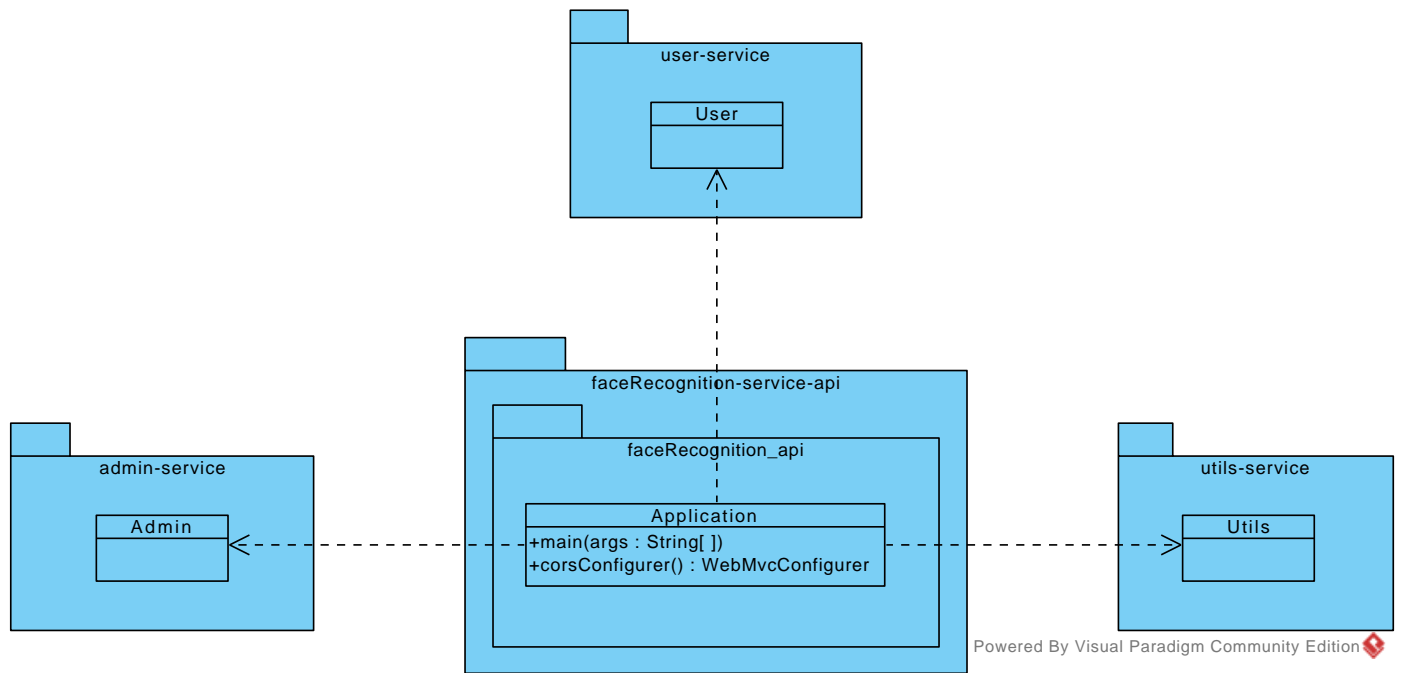 user-service
User
faceRecognition-service-api
faceRecognition_api
admin-service
Admin
Application
+main(args : String[ ])
+corsConfigurer() : WebMvcConfigurer
utils-service
Utils
Powered By Visual Paradigm Community Edition